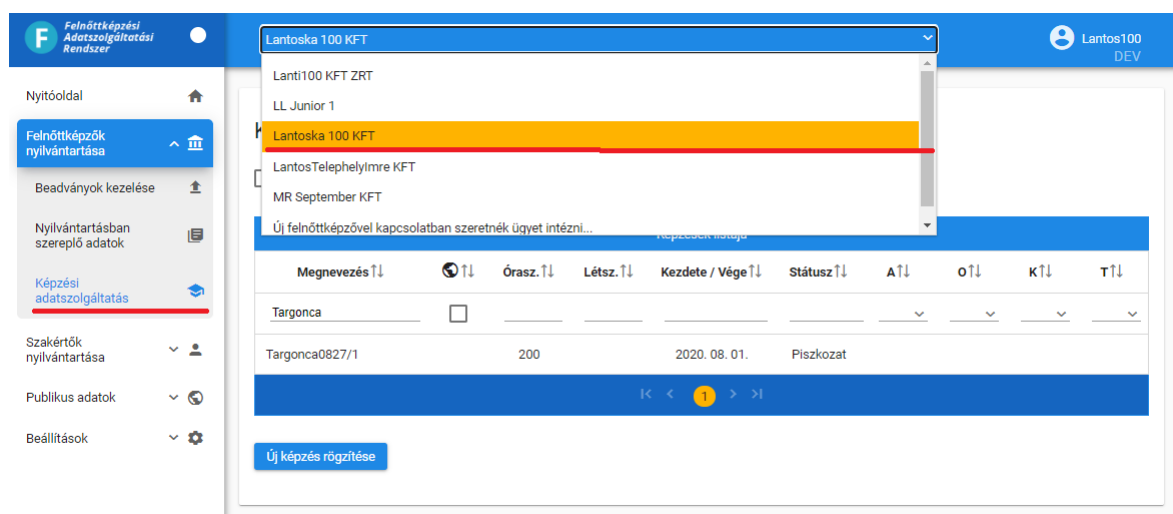 Felnőttképzési
Adatszolgáltatási
Rendszer
Lantoska 100 KFT
Lantos100
DEV
Nyitóoldal
Felnőttképzők
nyilvántartása
Beadványok kezelése
Nyilvántartásban
szereplő adatok
Képzési
adatszolgáltatás
Szakértők
nyilvántartása
Publikus adatok
Beállítások
Lanti100 KFT ZRT
LL Junior 1
Lantoska 100 KFT
LantosTelephelyImre KFT
MR September KFT
Új felnőttképzővel kapcsolatban szeretnék ügyet intézni...
Képzések listája
Megnevezés Órasz. Létsz. Kezdete / Vége Státusz A O K T
Targonca
Targonca0827/1 200 2020. 08. 01. Piszkozat
1
Új képzés rögzítése